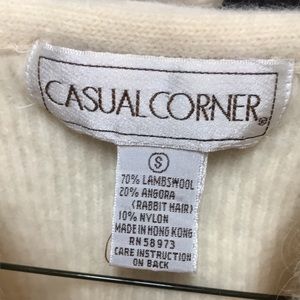 CASUAL CORNER®
S
70% LAMBSWOOL
20% ANGORA
(RABBIT HAIR)
10% NYLON
MADE IN HONG KONG
RN 58973
CARE INSTRUCTION
ON BACK